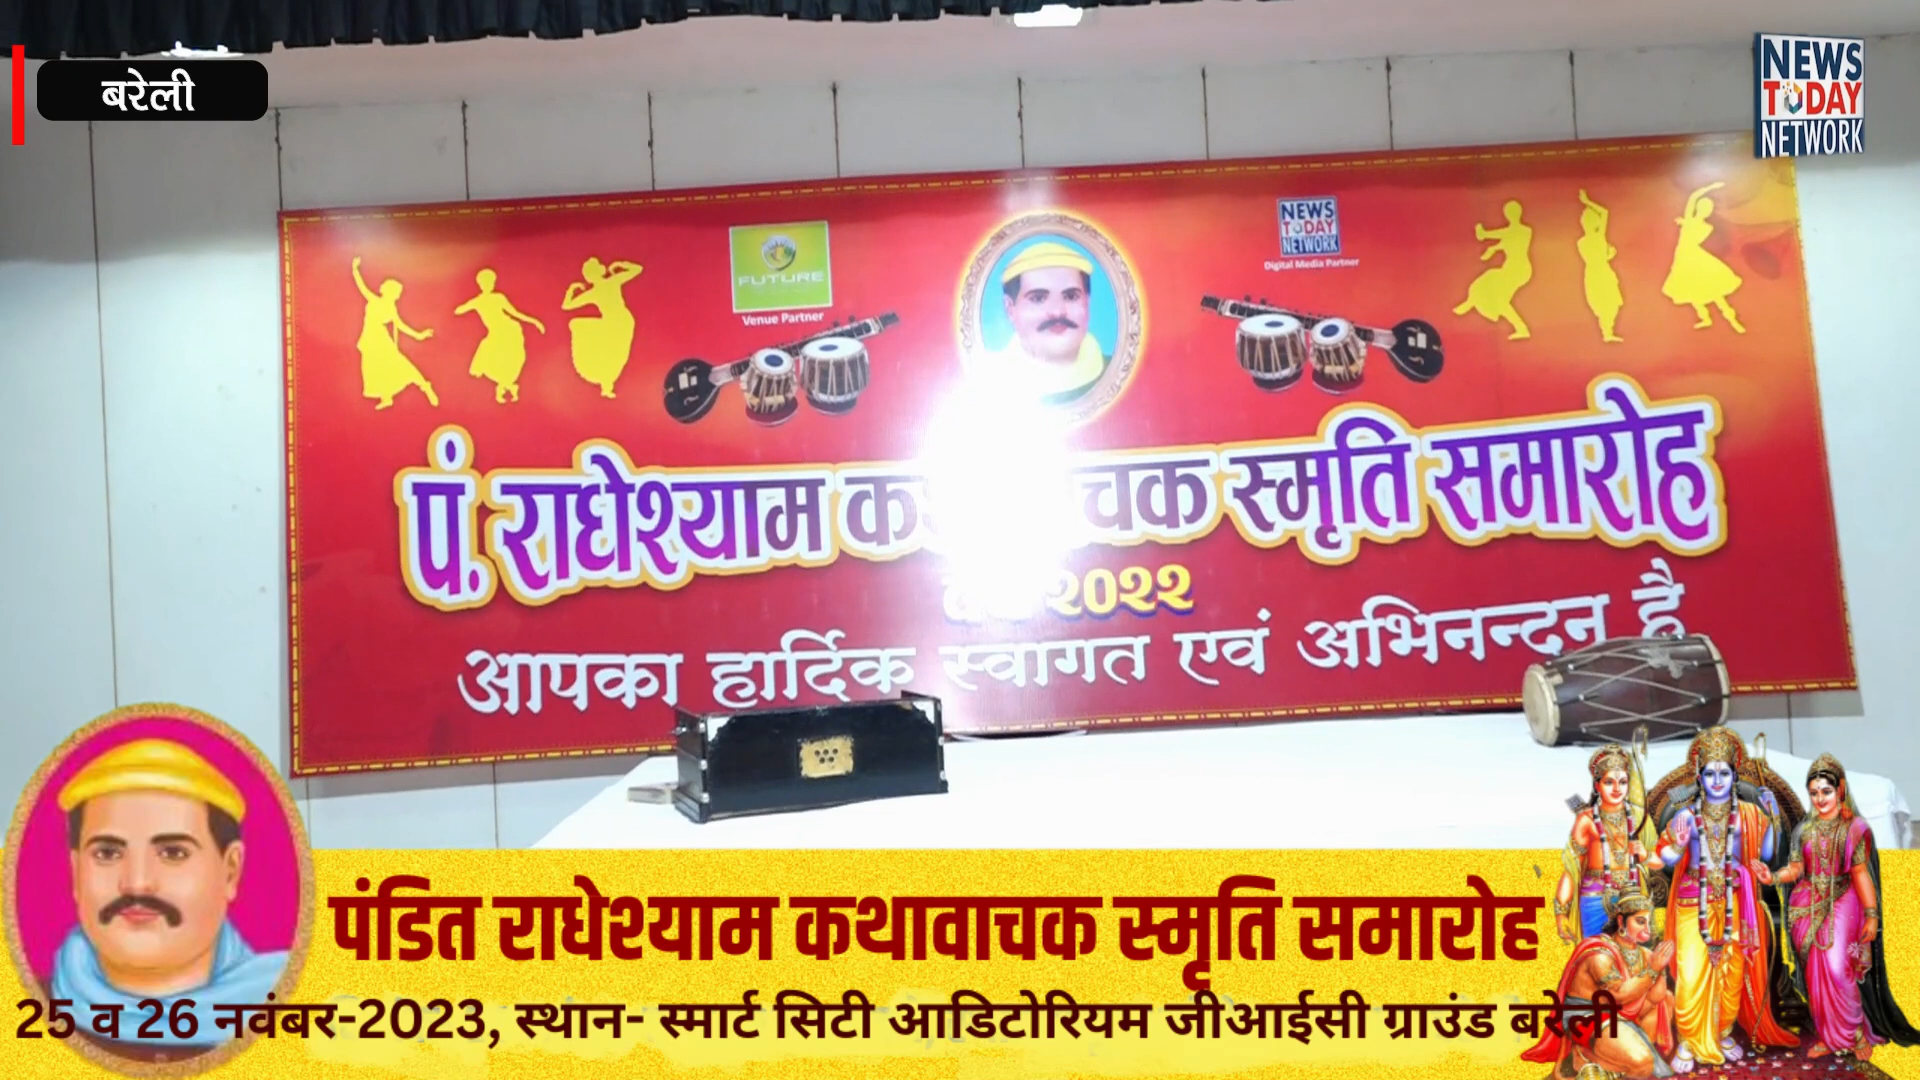 बरेली
NEWS
TODAY
NETWORK
FUTURE
Venue Partner
NEWS
TODAY
NETWORK
Digital Media Partner
पं. राधेश्याम स्मृति समारोह
२०२२
आपका हार्दिक स्वागत एवं अभिनन्दन है
पंडित राधेश्याम कथावाचक स्मृति समारोह
25 व 26 नवंबर-2023, स्थान- स्मार्ट सिटी आडिटोरियम जीआईसी ग्राउंड बरेली